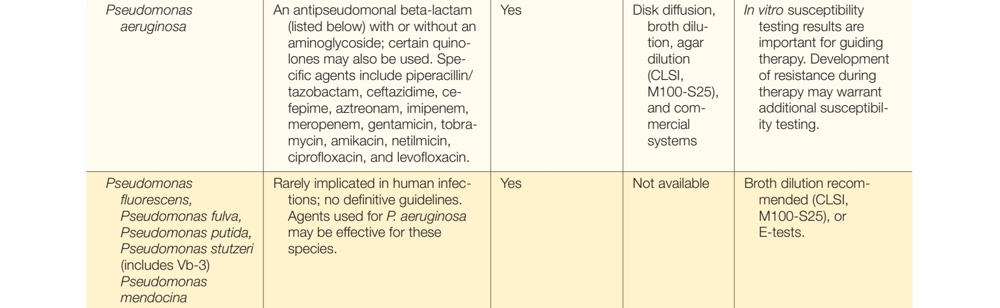 Pseudomonas
aeruginosa
An antipseudomonal beta-lactam
(listed below) with or without an
aminoglycoside; certain quino-
lones may also be used. Spe-
cific agents include piperacillin/
tazobactam, ceftazidime, ce-
fepime, aztreonam, imipenem,
meropenem, gentamicin, tobra-
mycin, amikacin, netilmicin,
ciprofloxacin, and levofloxacin.
Yes
Disk diffusion,
broth dilu-
tion, agar
dilution
(CLSI,
M100-S25),
and com-
mercial
systems
In vitro susceptibility
testing results are
important for guiding
therapy. Development
of resistance during
therapy may warrant
additional susceptibil-
ity testing.
Pseudomonas
fluorescens,
Pseudomonas fulva,
Pseudomonas putida,
Pseudomonas stutzeri
(includes Vb-3)
Pseudomonas
mendocina
Rarely implicated in human infec-
tions; no definitive guidelines.
Agents used for P. aeruginosa
may be effective for these
species.
Yes
Not available
Broth dilution recom-
mended (CLSI,
M100-S25), or
E-tests.